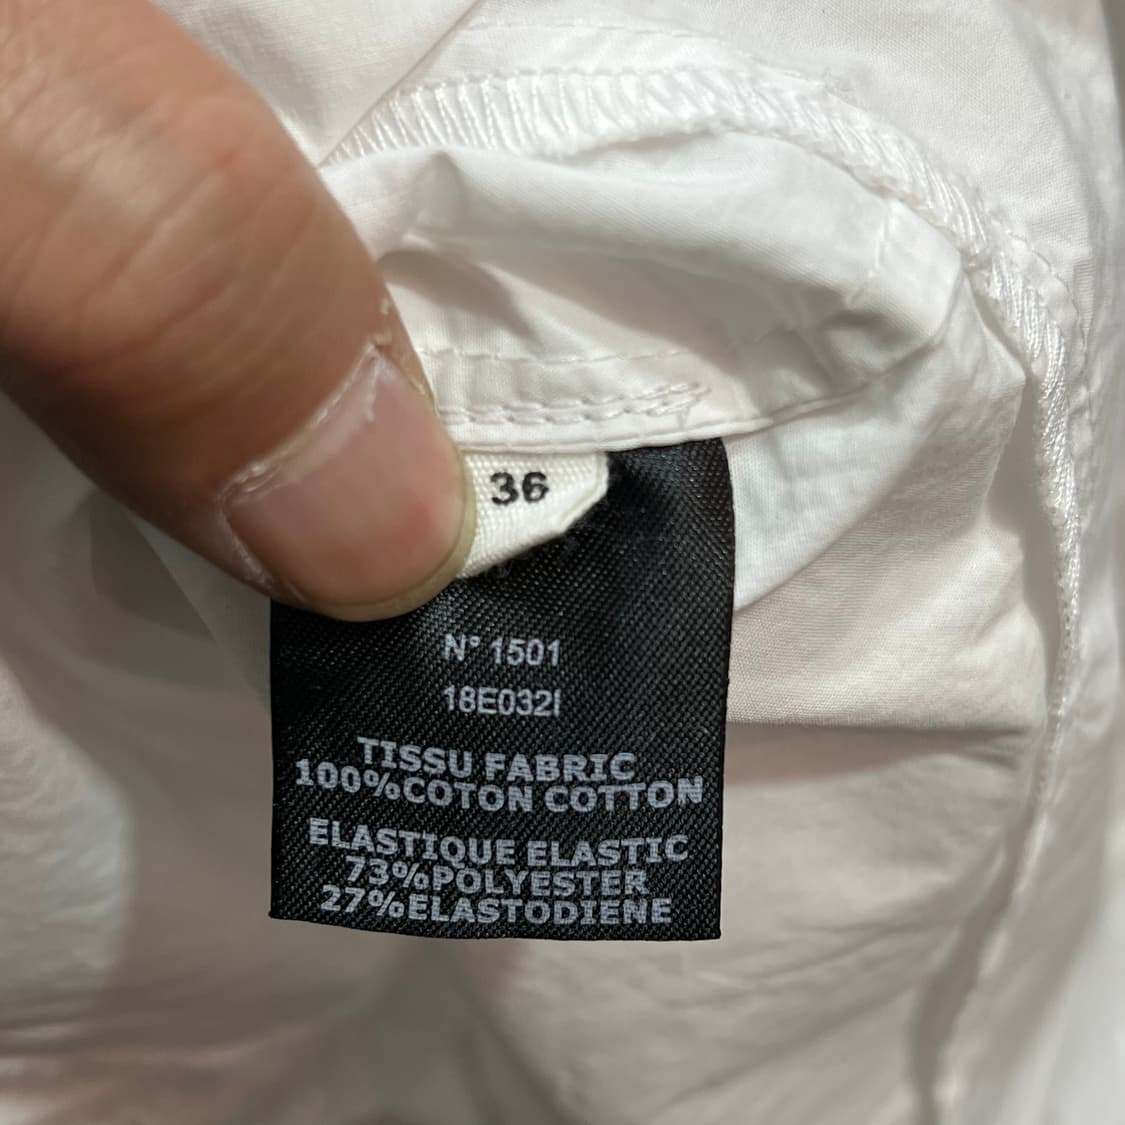 36
N° 1501
18E032I
TISSU FABRIC
100%COTON COTTON
ELASTIQUE ELASTIC
73%POLYESTER
27%ELASTODIENE